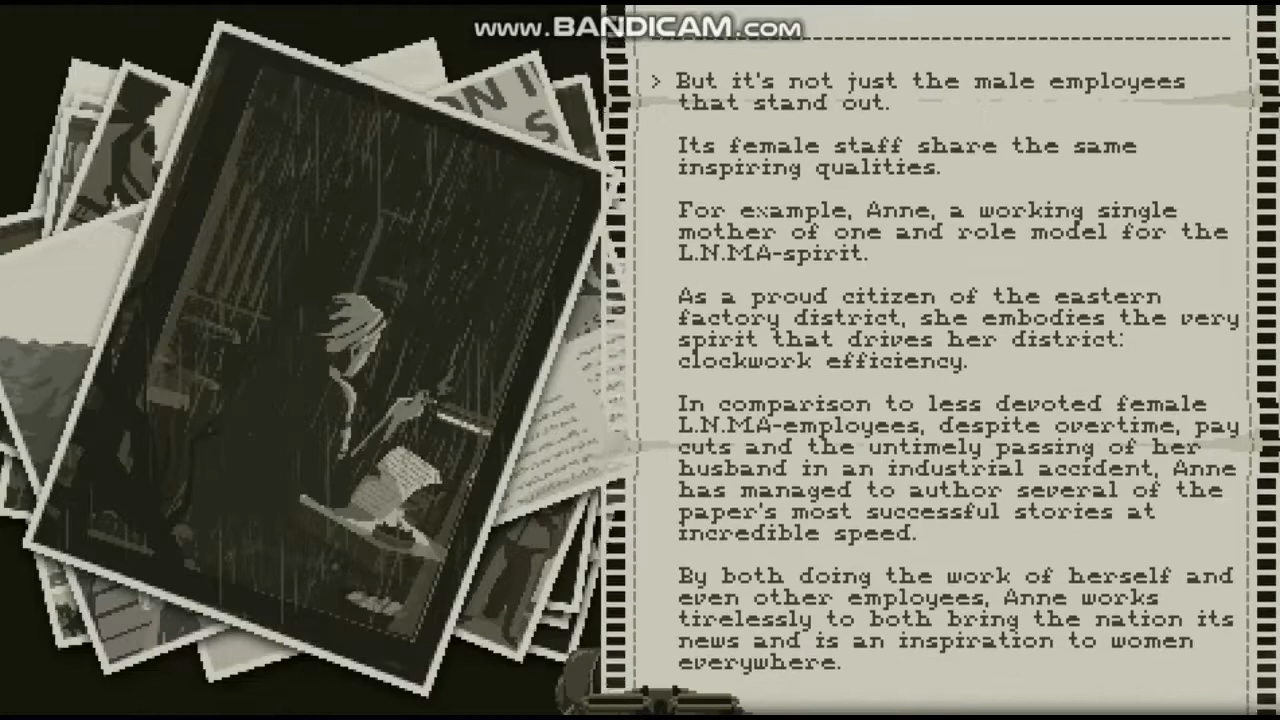 www.BANDICAM.com
> But it's not just the male employees
that stand out.
Its female staff share the same
inspiring qualities.
For example, Anne, a working single
mother of one and role model for the
L.N.MA-spirit.
As a proud citizen of the eastern
factory district, she embodies the very
spirit that drives her district:
clockwork efficiency.
In comparison to less devoted female
L.N.MA-employees, despite overtime, pay
cuts and the untimely passing of her
husband in an industrial accident, Anne
has managed to author several of the
paper's most successful stories at
incredible speed.
By both doing the work of herself and
even other employees, Anne works
tirelessly to both bring the nation its
news and is an inspiration to women
everywhere.